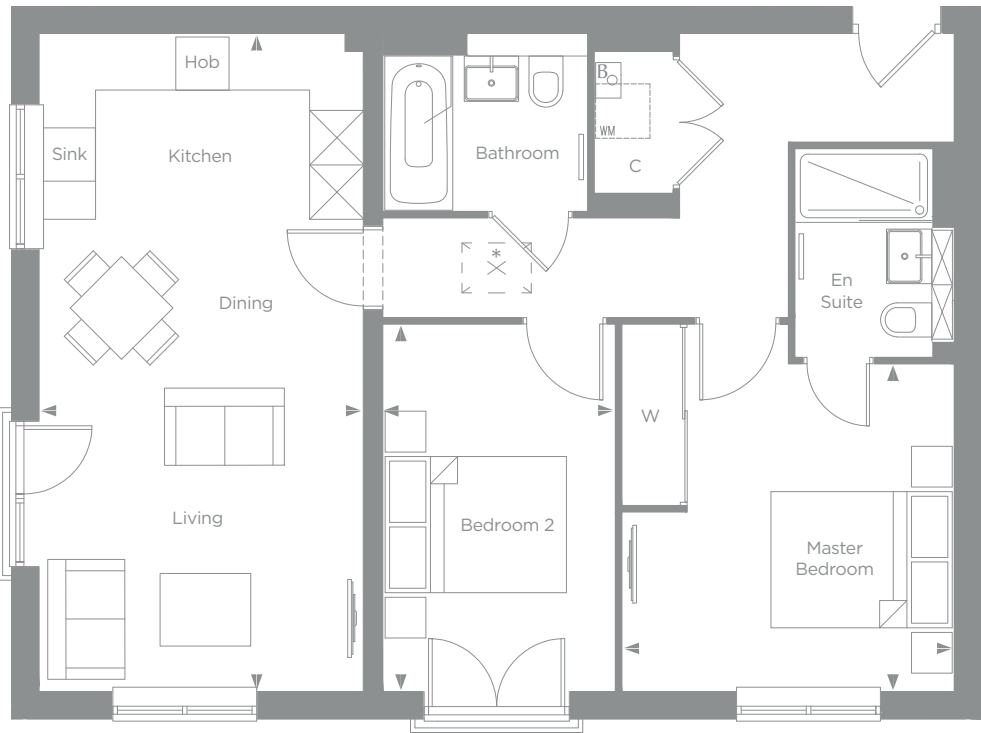 Hob
B
WM
Sink
Kitchen
Bathroom
C
*
Dining
En
Suite
W
Living
Bedroom 2
Master
Bedroom